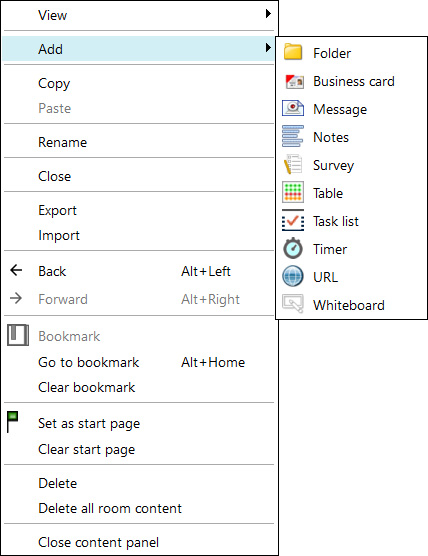 View
Add
Copy
Paste
Rename
Close
Export
Import
Back Alt+Left
Forward Alt+Right
Bookmark
Go to bookmark Alt+Home
Clear bookmark
Set as start page
Clear start page
Delete
Delete all room content
Close content panel
Folder
Business card
Message
Notes
Survey
Table
Task list
Timer
URL
Whiteboard